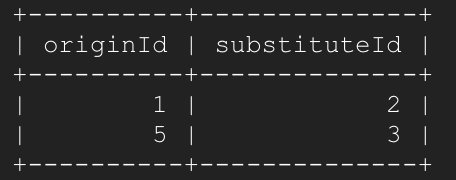 +----------+--------------+
| originId | substituteId |
+----------+--------------+
|        1 |            2 |
|        5 |            3 |
+----------+--------------+